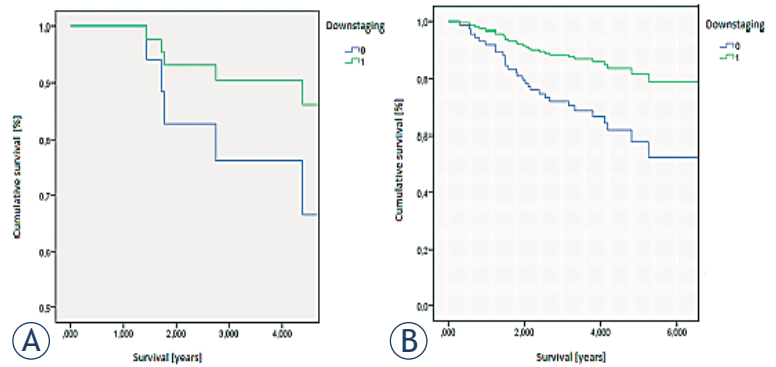 Downstaging
0
1
1,0
0,9
0,8
0,7
0,6
0,5
Cumulative survival [%]
,000 1,000 2,000 3,000 4,000
Survival [years]
A
Downstaging
0
1
1,0
0,8
0,6
0,4
0,2
0,0
Cumulative survival [%]
,000 2,000 4,000 6,000
Survival [years]
B